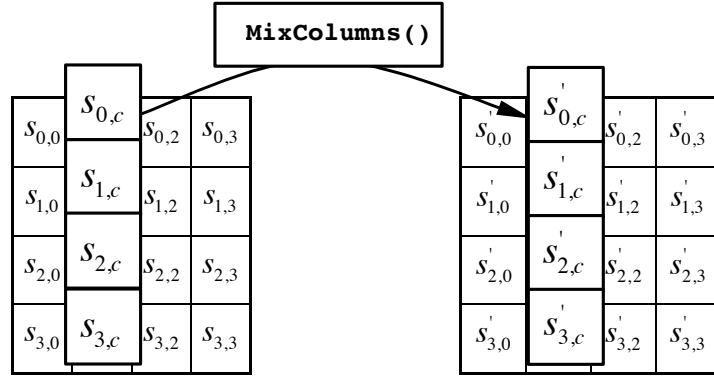 MixColumns()
s0,0 s0,c s0,2 s0,3 s'0,0 s'0,c s'0,2 s'0,3
s1,0 s1,c s1,2 s1,3 s'1,0 s'1,c s'1,2 s'1,3
s2,0 s2,c s2,2 s2,3 s'2,0 s'2,c s'2,2 s'2,3
s3,0 s3,c s3,2 s3,3 s'3,0 s'3,c s'3,2 s'3,3